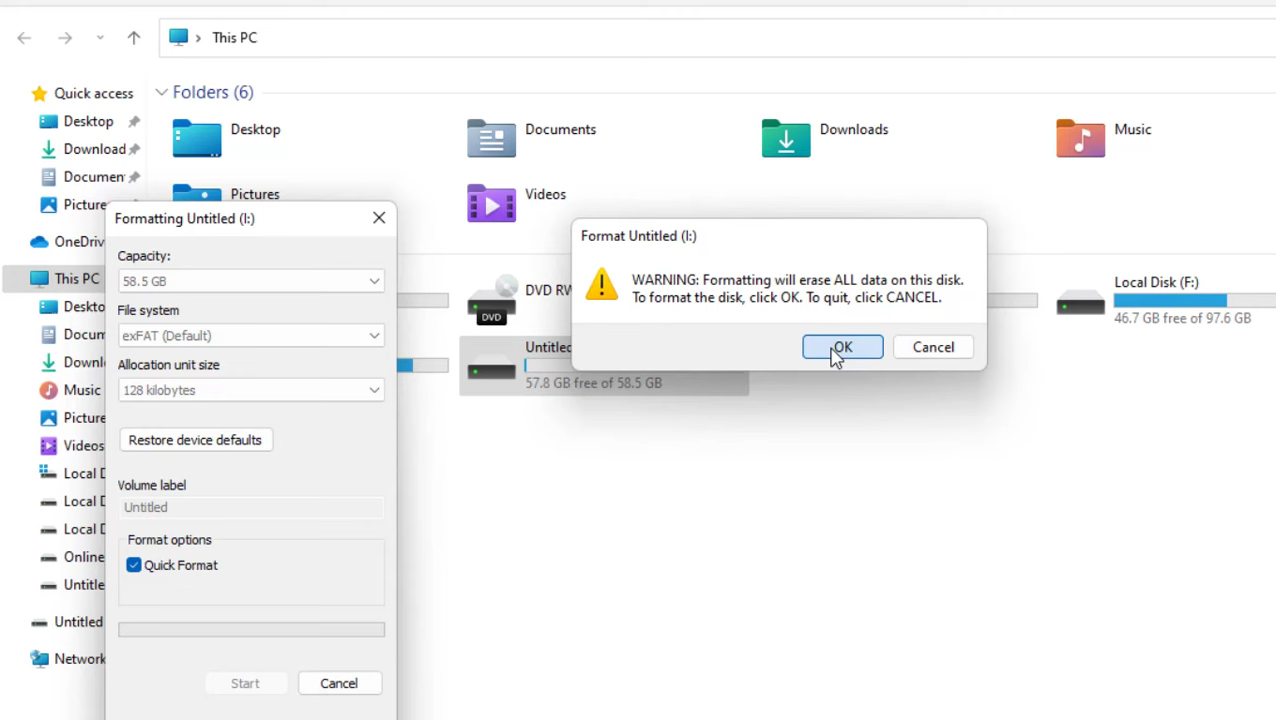 This PC
Quick access
Desktop
Download
Documen
Picture
OneDriv
This PC
Deskto
Docum
Downl
Music
Picture
Videos
Local D
Local D
Local D
Online
Untitle
Untitled
Network
Folders (6)
Desktop
Documents
Downloads
Music
Pictures
Videos
DVD RW
DVD
Untitled
57.8 GB free of 58.5 GB
Local Disk (F:)
46.7 GB free of 97.6 GB
Formatting Untitled (I:)
Capacity:
58.5 GB
File system
exFAT (Default)
Allocation unit size
128 kilobytes
Restore device defaults
Volume label
Untitled
Format options
Quick Format
Start
Cancel
Format Untitled (I:)
WARNING: Formatting will erase ALL data on this disk.
To format the disk, click OK. To quit, click CANCEL.
OK
Cancel